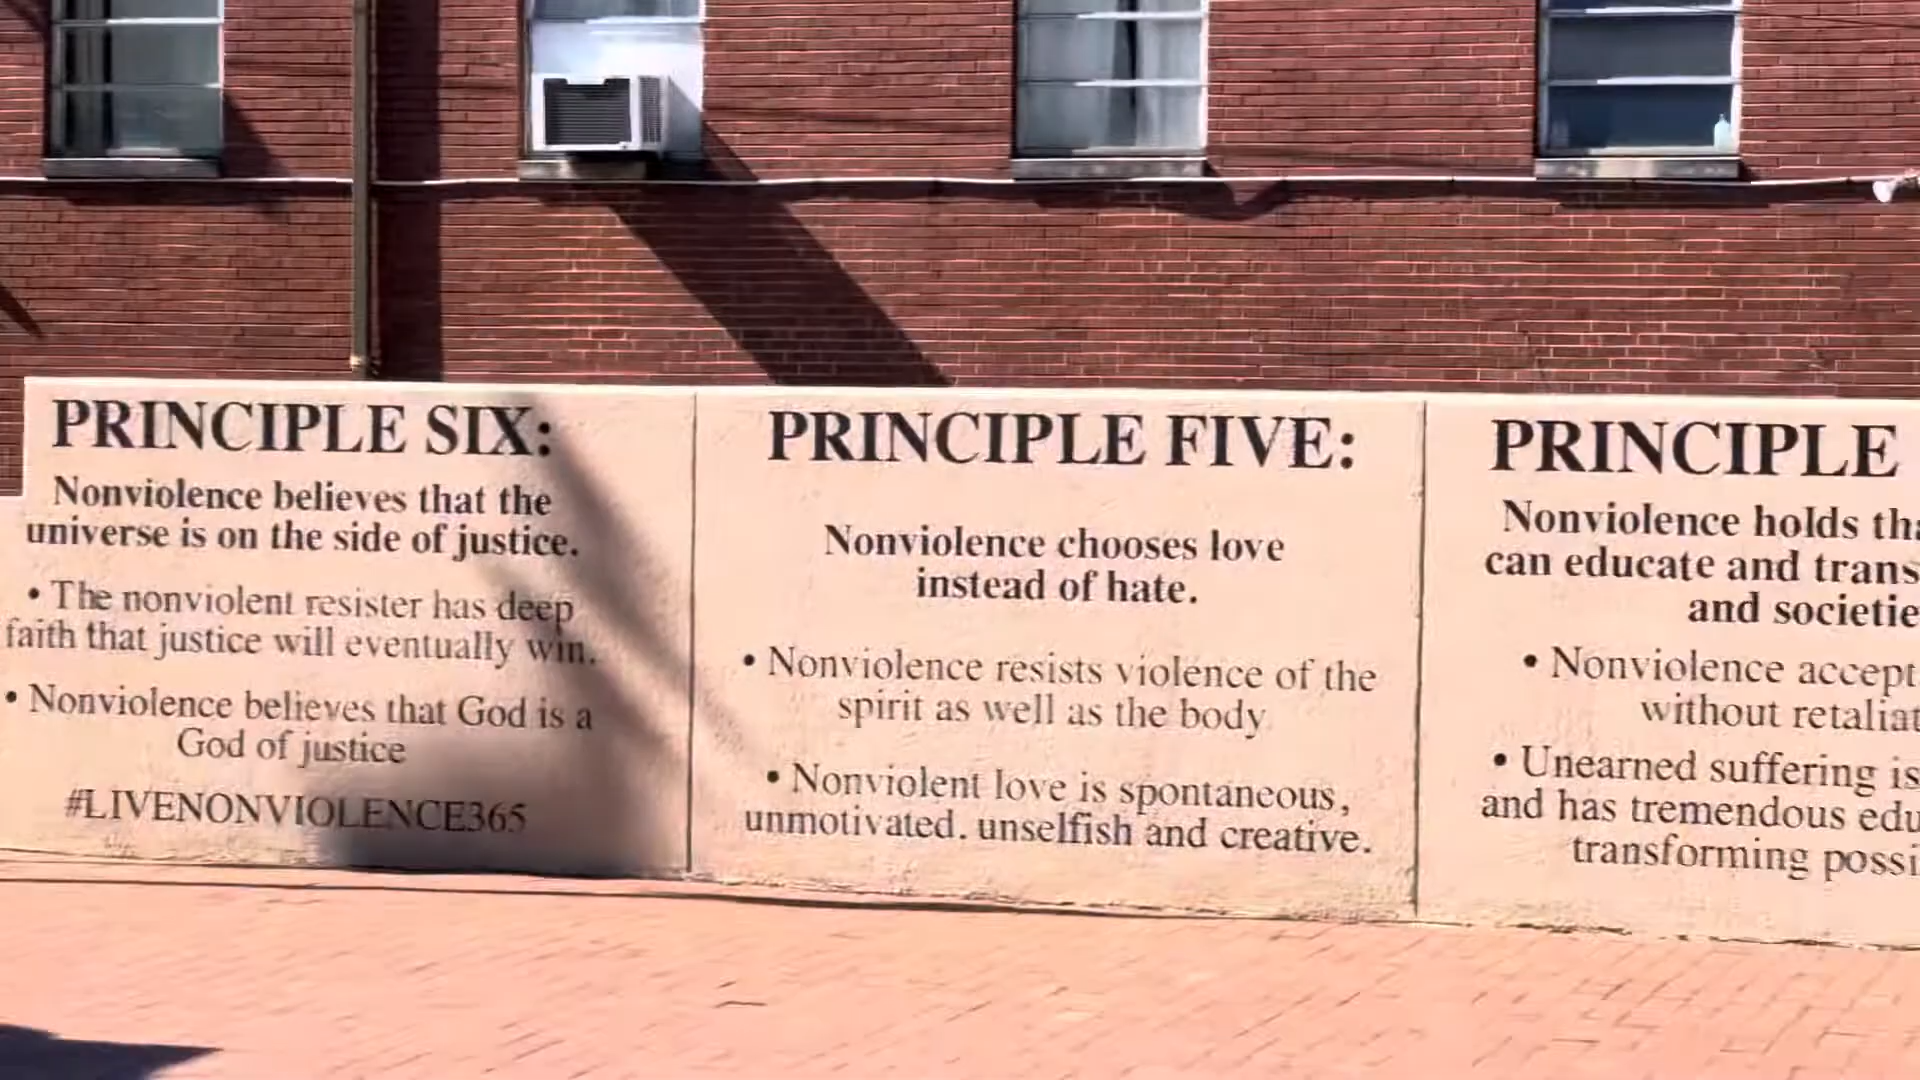 PRINCIPLE SIX:
Nonviolence believes that the
universe is on the side of justice.
• The nonviolent resister has deep
faith that justice will eventually win.
• Nonviolence believes that God is a
God of justice
#LIVENONVIOLENCE365
PRINCIPLE FIVE:
Nonviolence chooses love
instead of hate.
• Nonviolence resists violence of the
spirit as well as the body
• Nonviolent love is spontaneous,
unmotivated. unselfish and creative.
PRINCIPLE
Nonviolence holds
can educate and
and
• Nonviolence
without
• Unearned suffering is
and has tremendous
transforming